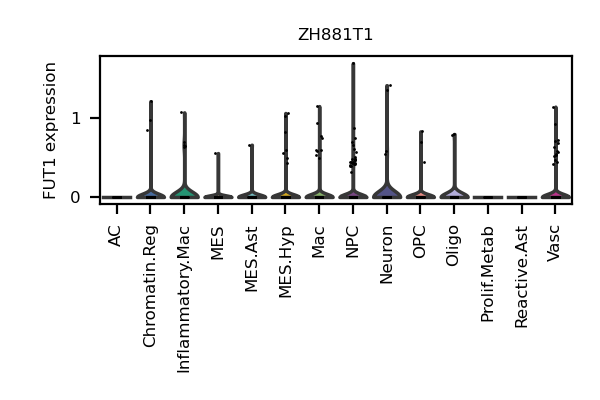 ZH881T1
FUT1 expression
1
0
AC
Chromatin.Reg
Inflammatory.Mac
MES
MES.Ast
MES.Hyp
Mac
NPC
Neuron
OPC
Oligo
Prolif.Metab
Reactive.Ast
Vasc